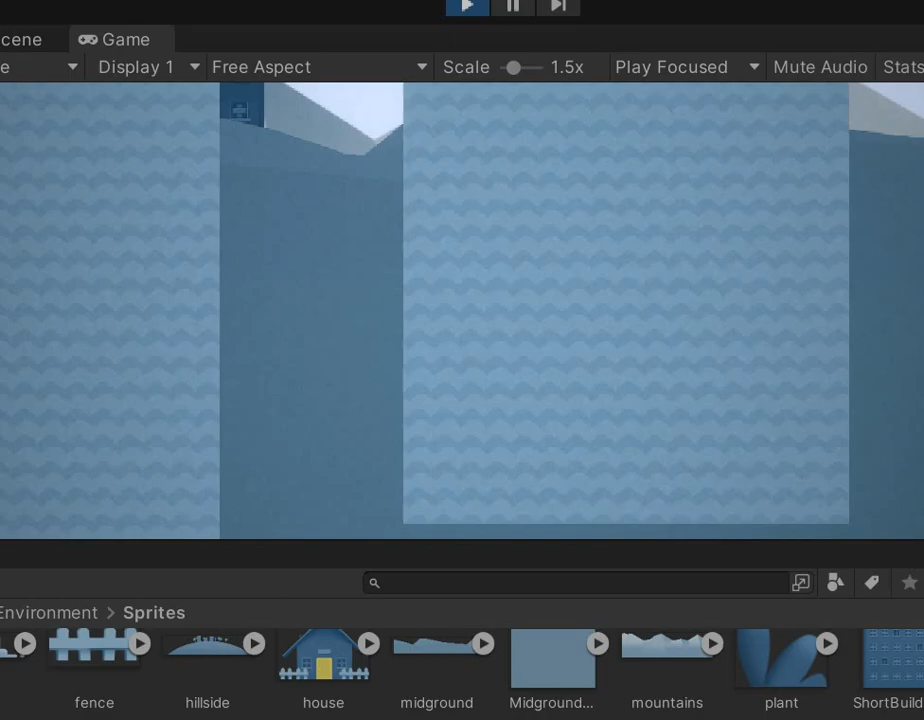 cene Game
e Display 1 Free Aspect Scale 1.5x Play Focused Mute Audio Stats
Environment > Sprites
fence hillside house midground Midground... mountains plant ShortBuild